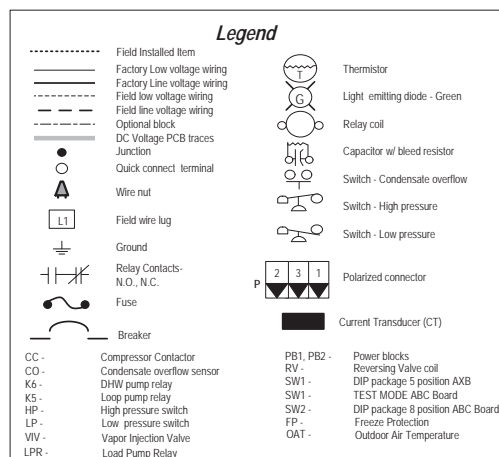 Legend
Field Installed Item
Factory Low voltage wiring
Factory Line voltage wiring
Field low voltage wiring
Field line voltage wiring
Optional block
DC Voltage PCB traces
Junction
Quick connect terminal
Wire nut
L1
Field wire lug
Ground
Relay Contacts-
N.O., N.C.
Fuse
Breaker
T
Thermistor
G
Light emitting diode - Green
Relay coil
Capacitor w/ bleed resistor
Switch - Condensate overflow
Switch - High pressure
Switch - Low pressure
P
2 3 1
Polarized connector
Current Transducer (CT)
CC - Compressor Contactor
CO - Condensate overflow sensor
K6 - DHW pump relay
K5 - Loop pump relay
HP - High pressure switch
LP - Low pressure switch
VIV - Vapor Injection Valve
LPR - Load Pump Relay
PB1, PB2 - Power blocks
RV - Reversing Valve coil
SW1 - DIP package 5 position AXB
SW1 - TEST MODE ABC Board
SW2 - DIP package 8 position ABC Board
FP - Freeze Protection
OAT - Outdoor Air Temperature